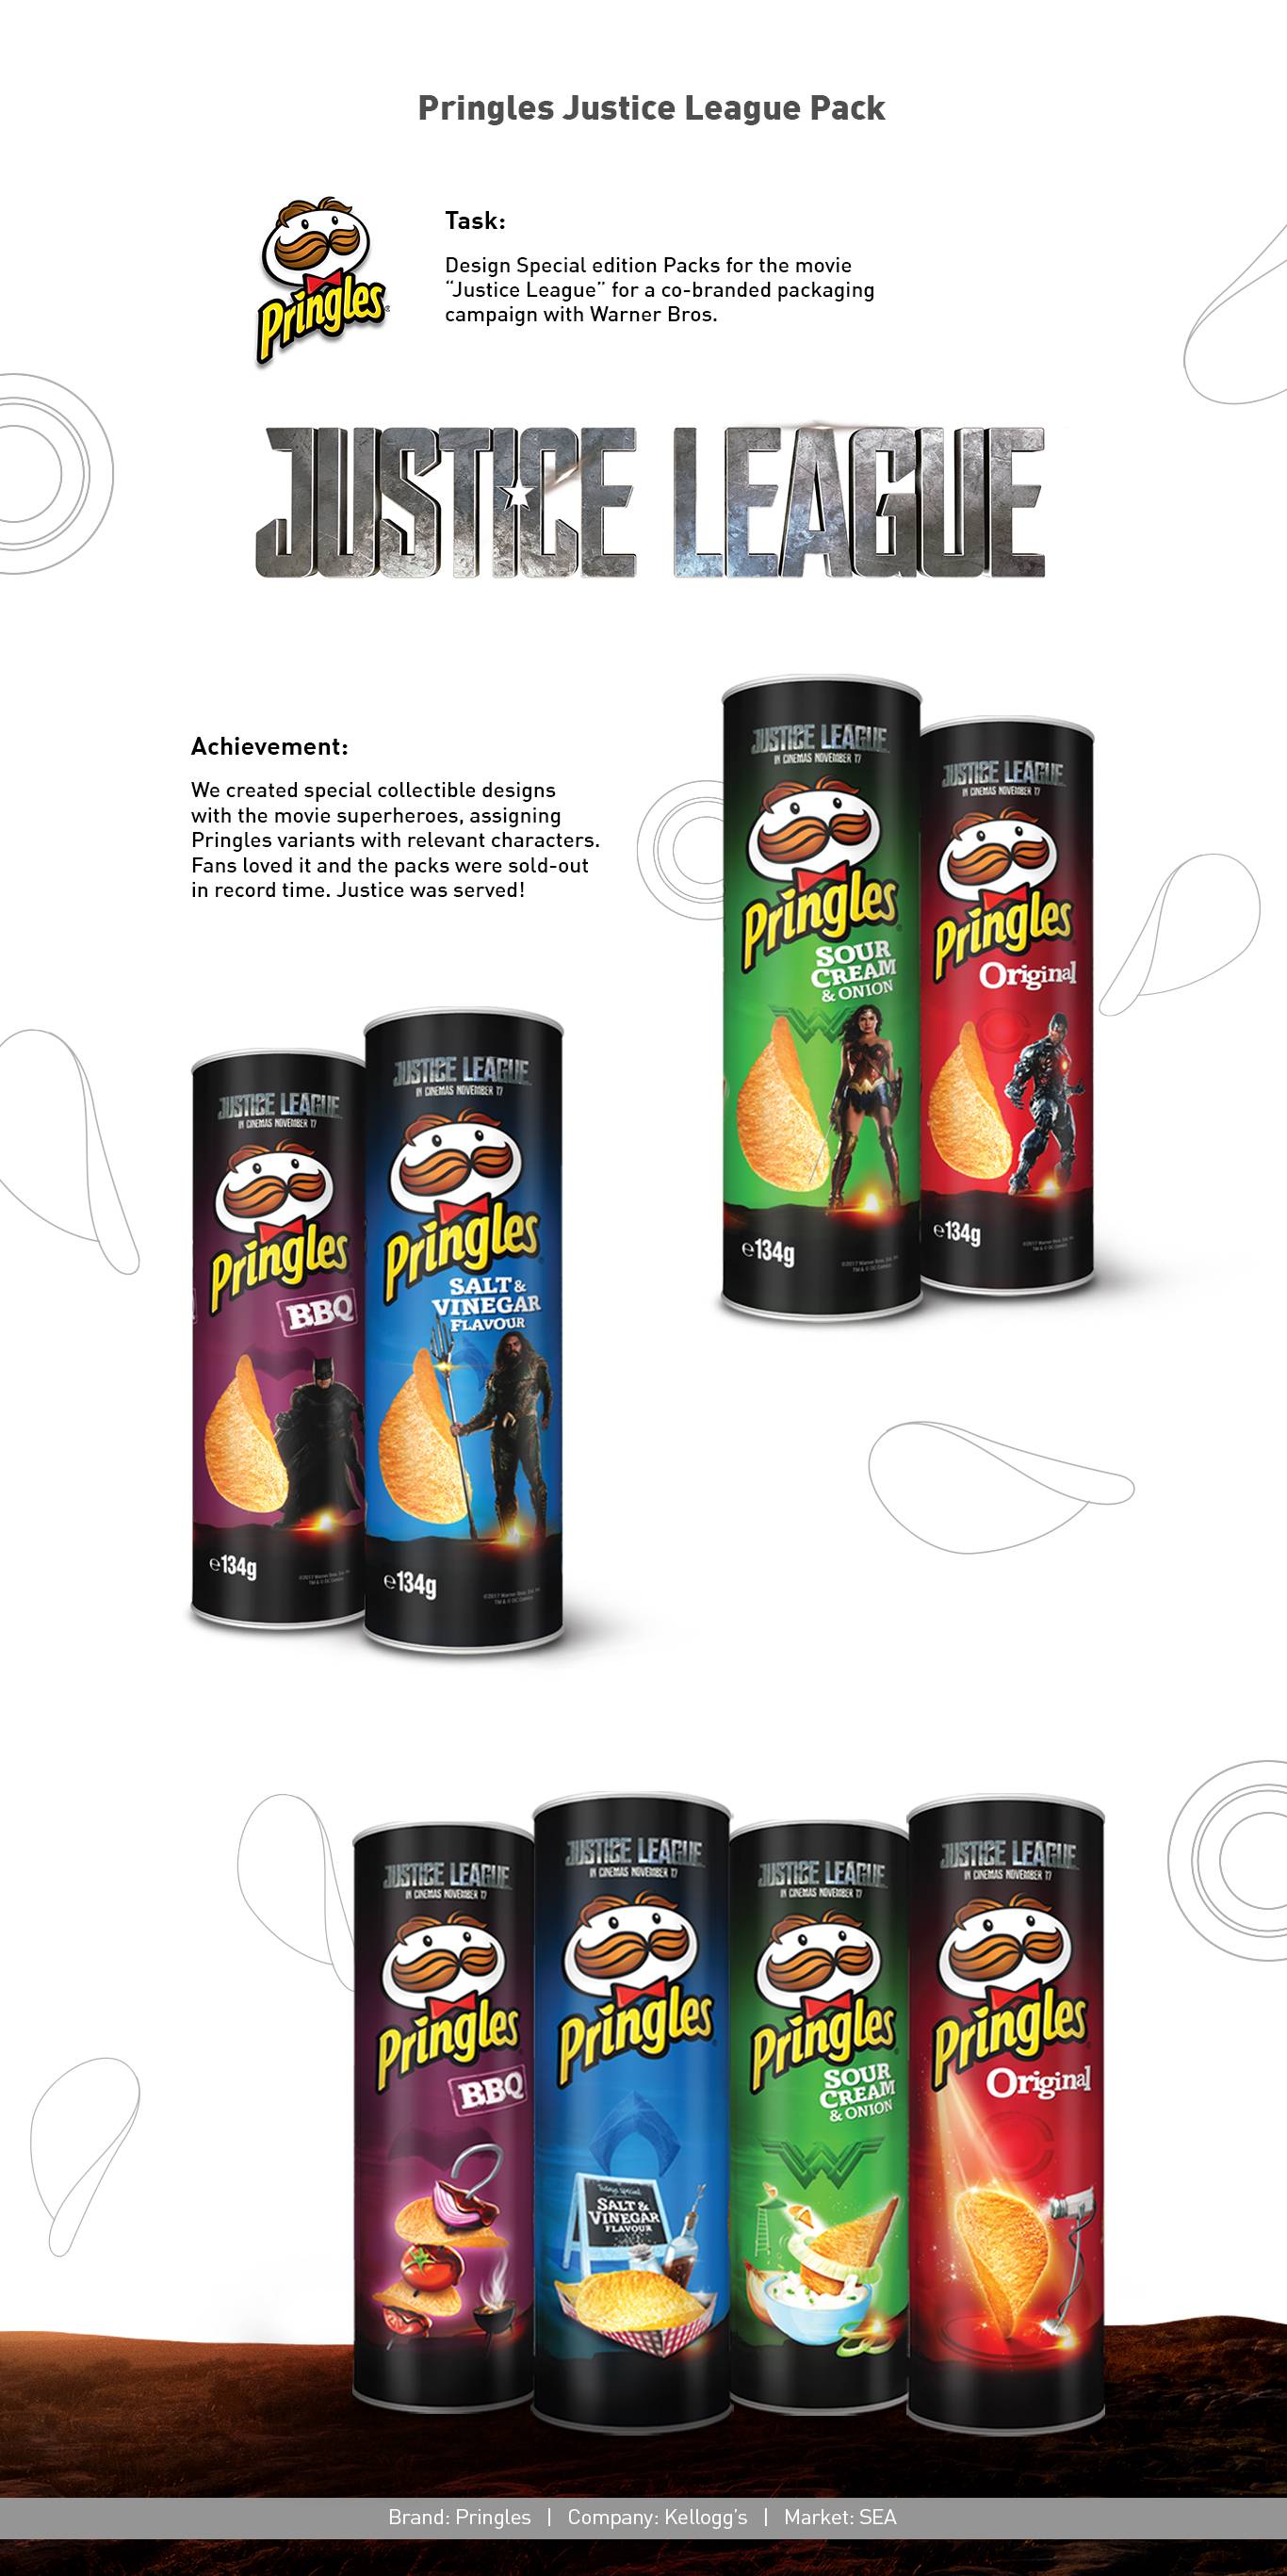 Pringles Justice League Pack
Pringles
Task:
Design Special edition Packs for the movie
“Justice League” for a co-branded packaging
campaign with Warner Bros.
JUSTICE LEAGUE
Achievement:
We created special collectible designs
with the movie superheroes, assigning
Pringles variants with relevant characters.
Fans loved it and the packs were sold-out
in record time. Justice was served!
JUSTICE LEAGUE
IN CINEMAS NOVEMBER 17
Pringles
SOUR
CREAM
& ONION
℮134g
JUSTICE LEAGUE
IN CINEMAS NOVEMBER 17
Pringles
Original
℮134g
JUSTICE LEAGUE
IN CINEMAS NOVEMBER 17
Pringles
BBQ
℮134g
JUSTICE LEAGUE
IN CINEMAS NOVEMBER 17
Pringles
SALT &
VINEGAR
FLAVOUR
℮134g
JUSTICE LEAGUE
IN CINEMAS NOVEMBER 17
Pringles
BBQ
JUSTICE LEAGUE
IN CINEMAS NOVEMBER 17
Pringles
SALT &
VINEGAR
FLAVOUR
JUSTICE LEAGUE
IN CINEMAS NOVEMBER 17
Pringles
SOUR
CREAM
& ONION
JUSTICE LEAGUE
IN CINEMAS NOVEMBER 17
Pringles
Original
Brand: Pringles | Company: Kellogg’s | Market: SEA